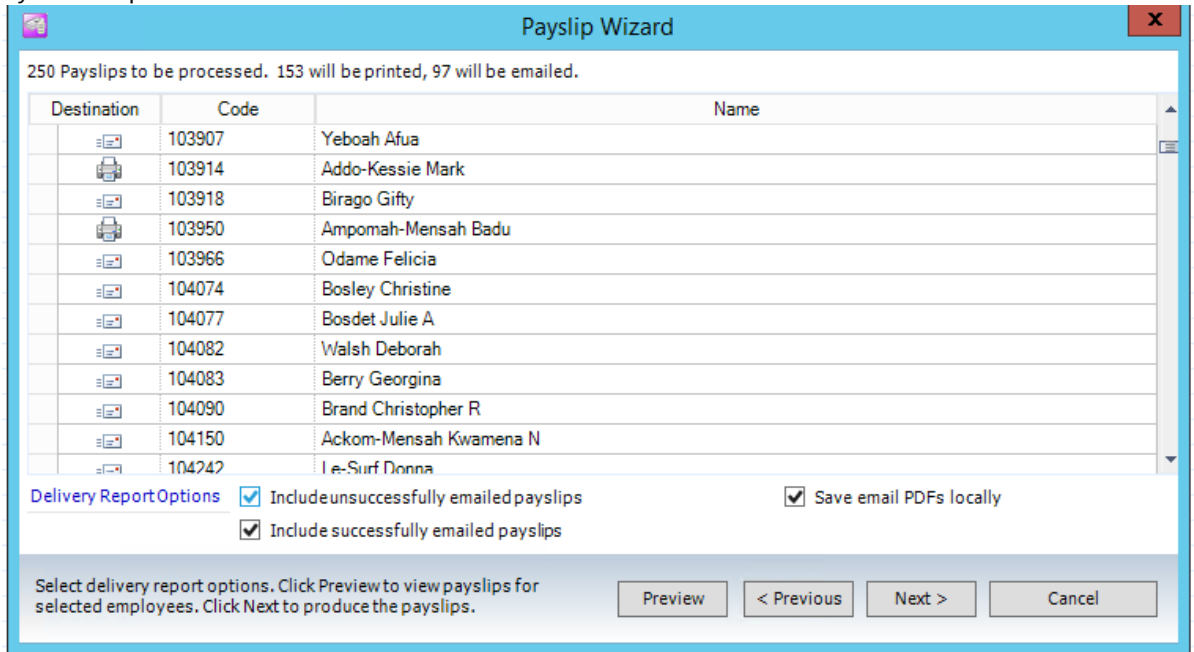 Payslip Wizard
x
250 Payslips to be processed. 153 will be printed, 97 will be emailed.
Destination Code Name
103907 Yeboah Afua
103914 Addo-Kessie Mark
103918 Birago Gifty
103950 Ampomah-Mensah Badu
103966 Odame Felicia
104074 Bosley Christine
104077 Bosdet Julie A
104082 Walsh Deborah
104083 Berry Georgina
104090 Brand Christopher R
104150 Ackom-Mensah Kwamena N
104242 Le-Surf Donna
Delivery Report Options Include unsuccessfully emailed payslips Save email PDFs locally
Include successfully emailed payslips
Select delivery report options. Click Preview to view payslips for
selected employees. Click Next to produce the payslips.
Preview < Previous Next > Cancel